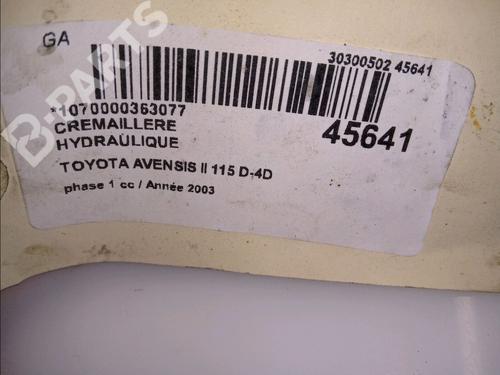 GA
30300502 45641
*1070000363077
45641
CREMAILLERE
HYDRAULIQUE
TOYOTA AVENSIS II 115 D-4D
phase 1 cc / Année 2003
B-PARTS